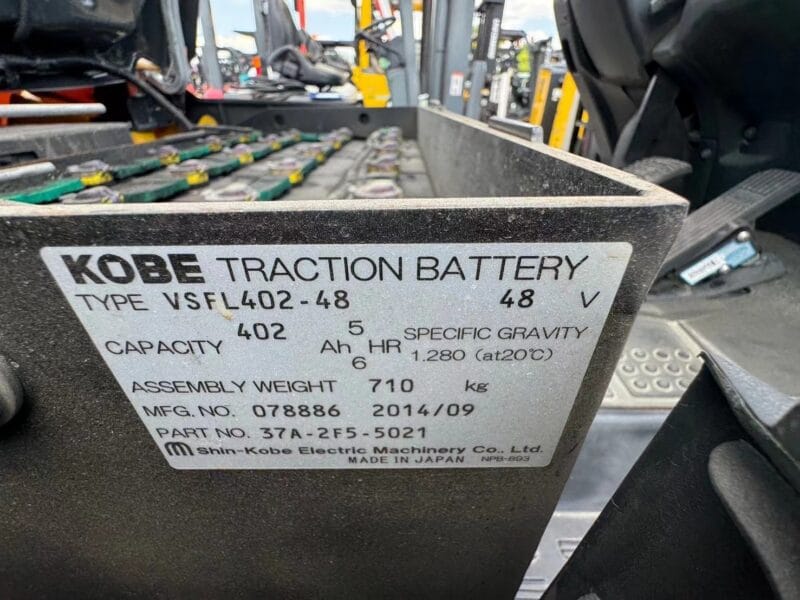 KOBE TRACTION BATTERY
TYPE VSFL402-48 48 V
CAPACITY 402 Ah 5 HR SPECIFIC GRAVITY
6 1.280 (at20℃)
ASSEMBLY WEIGHT 710 kg
MFG. NO. 078886 2014/09
PART NO. 37A-2F5-5021
Shin-Kobe Electric Machinery Co., Ltd.
MADE IN JAPAN NPB-893